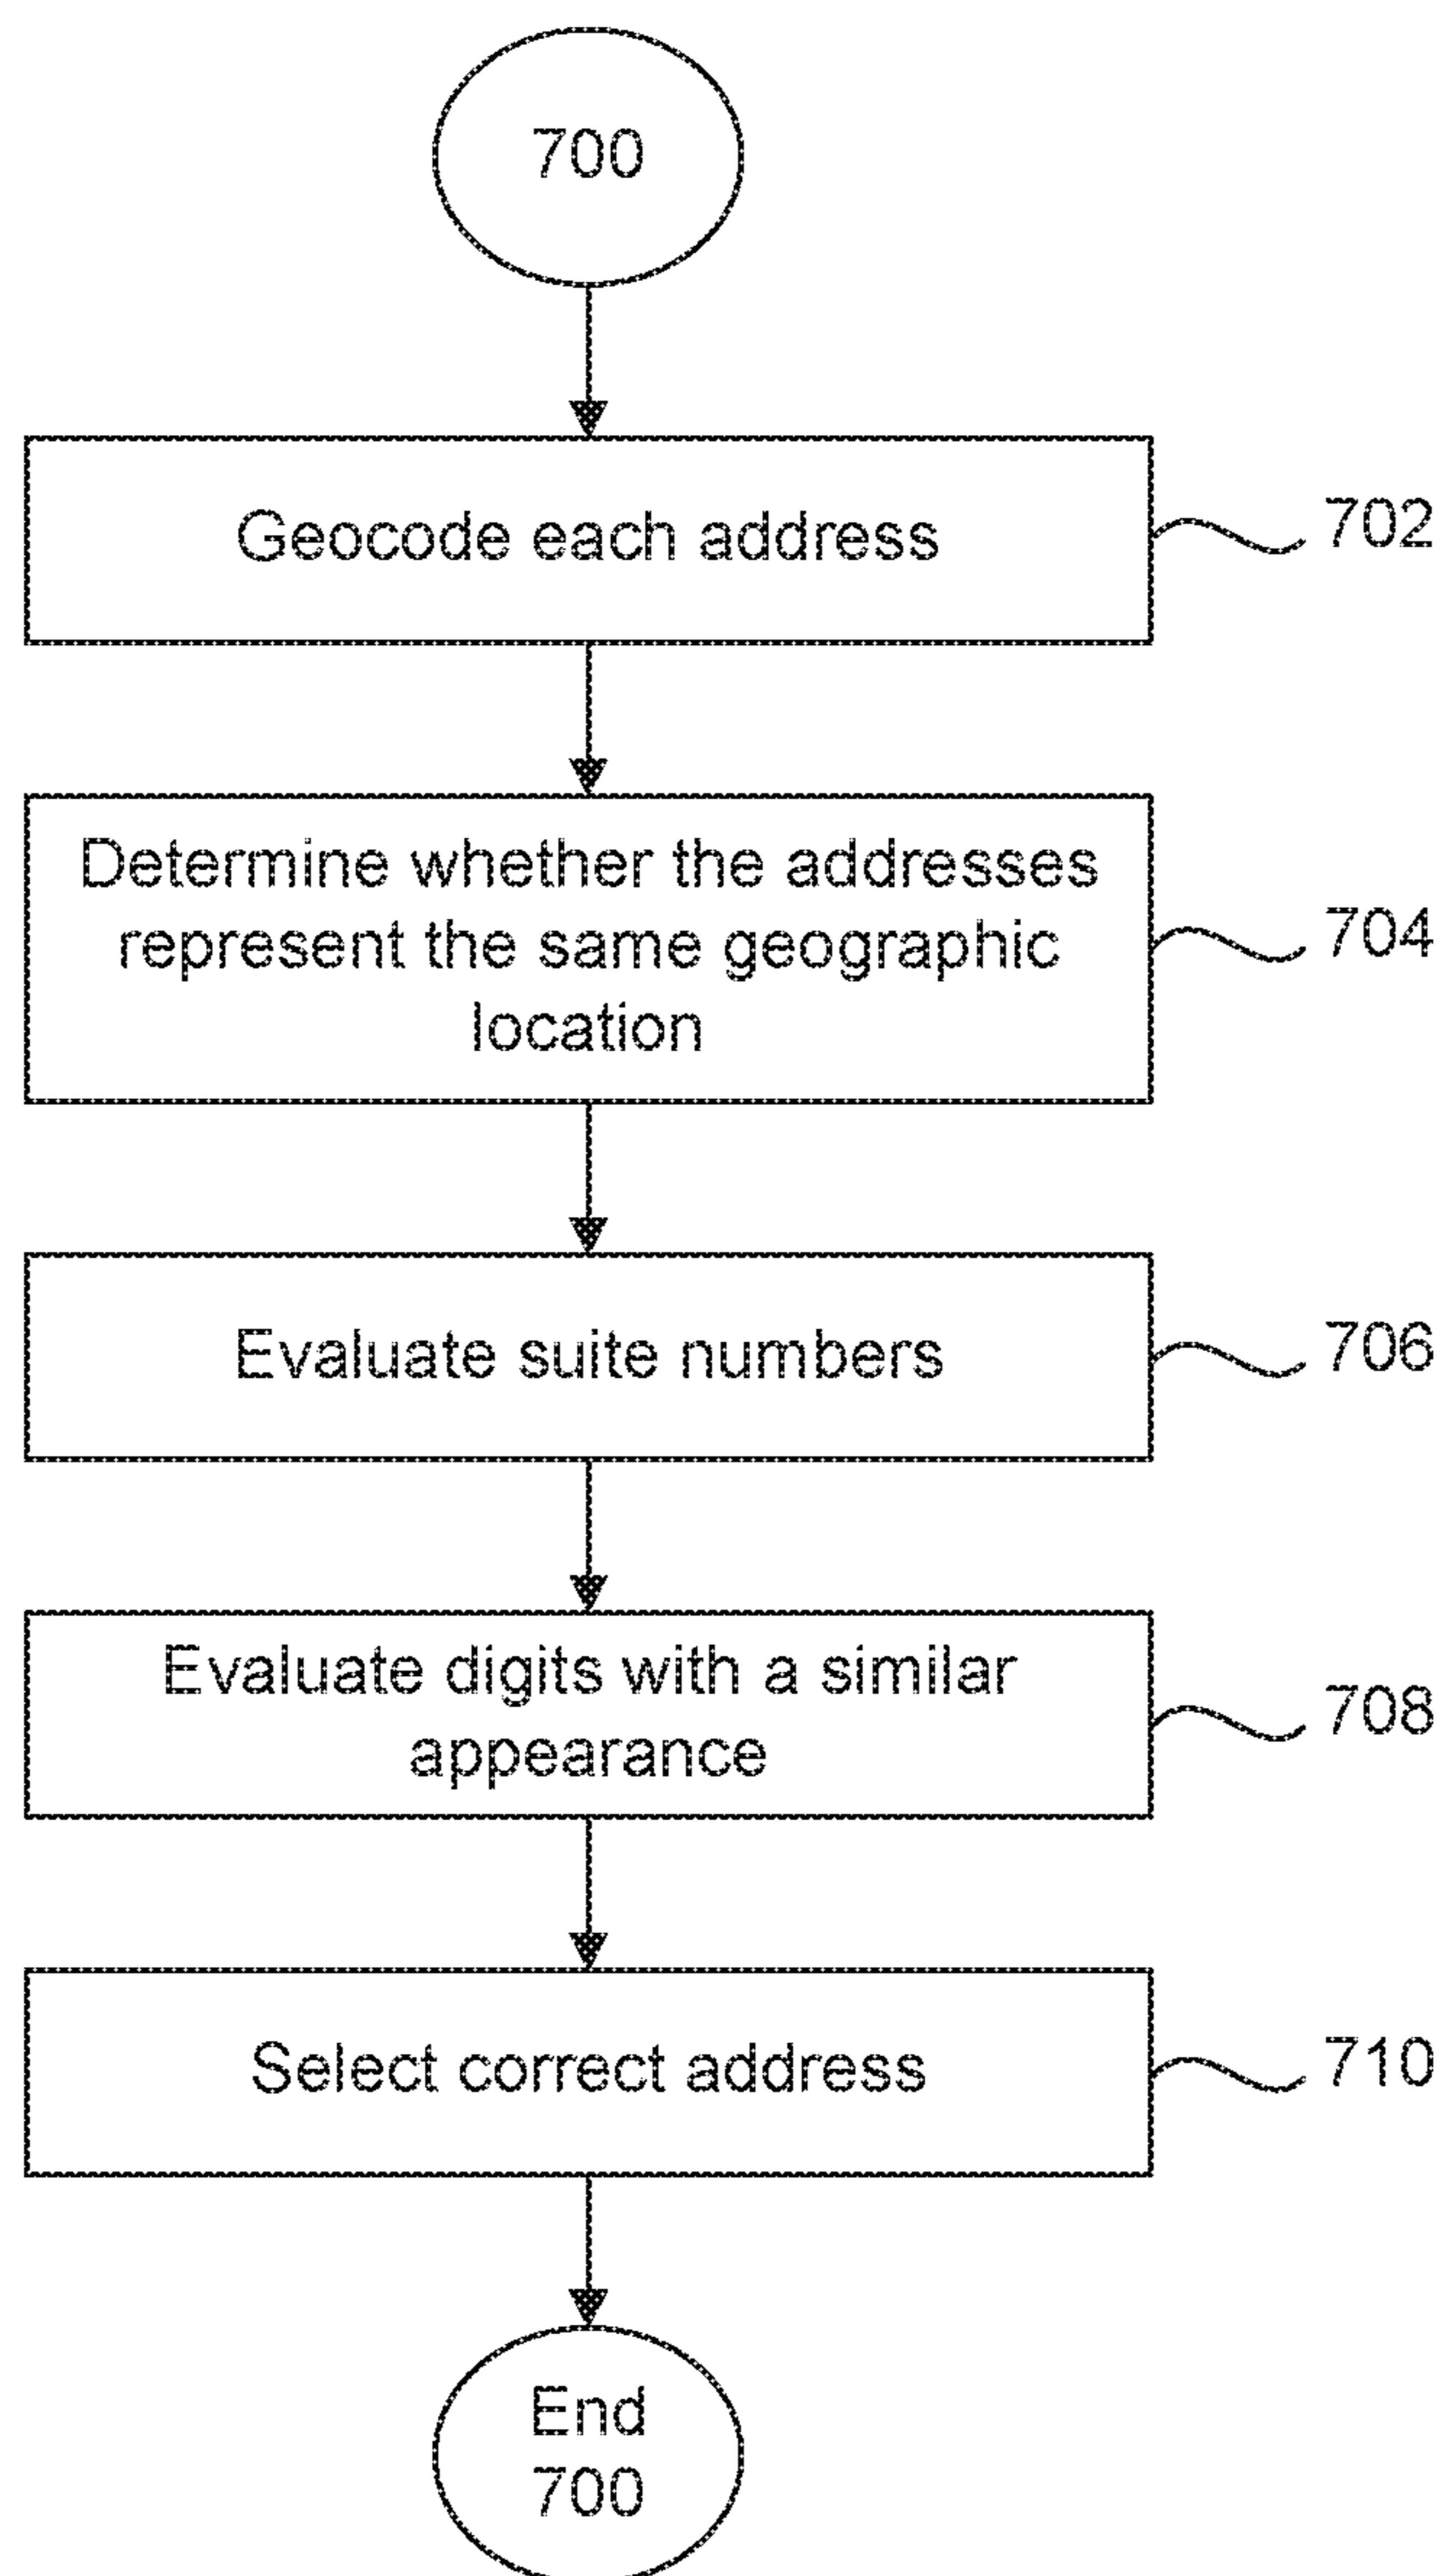 700
Geocode each address
702
Determine whether the addresses
represent the same geographic
location
704
Evaluate suite numbers
706
Evaluate digits with a similar
appearance
708
Select correct address
710
End
700